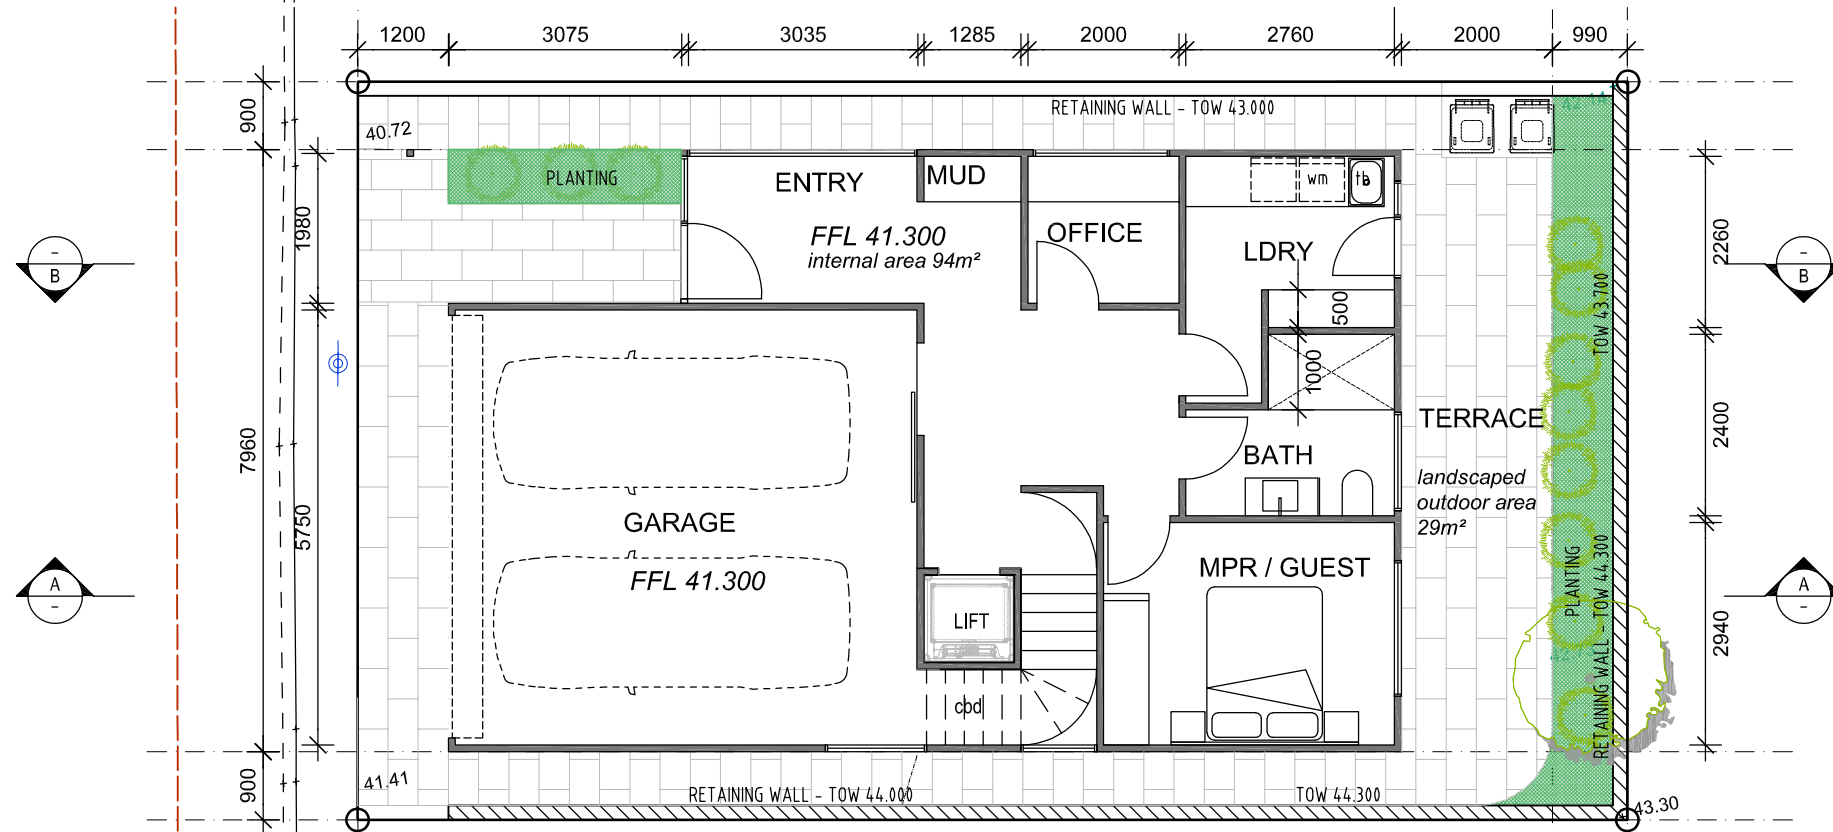 1200 3075 3035 1285 2000 2760 2000 990
900
40.72
RETAINING WALL - TOW 43.000
PLANTING
ENTRY
MUD
wm
FFL 41.300
internal area 94m²
OFFICE
LDRY
1980
2260
-
B
-
B
500
TOW 43.700
1000
TERRACE
2400
7960
BATH
landscaped
outdoor area
29m²
5750
GARAGE
FFL 41.300
MPR / GUEST
A
-
A
-
LIFT
PLANTING
RETAINING WALL - TOW 44.300
2940
cbd
900
41.41
RETAINING WALL - TOW 44.000
TOW 44.300
43.30